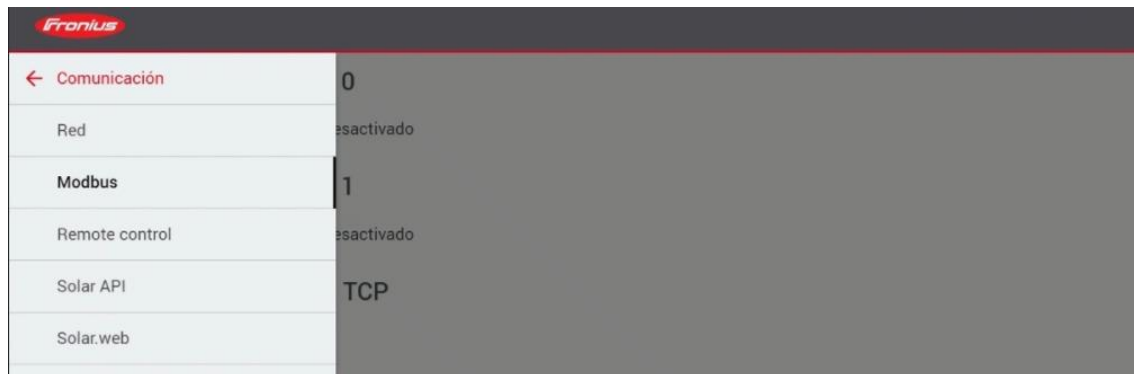 Fronius
Comunicación
0
Red
esactivado
Modbus
1
Remote control
esactivado
Solar API
TCP
Solar.web